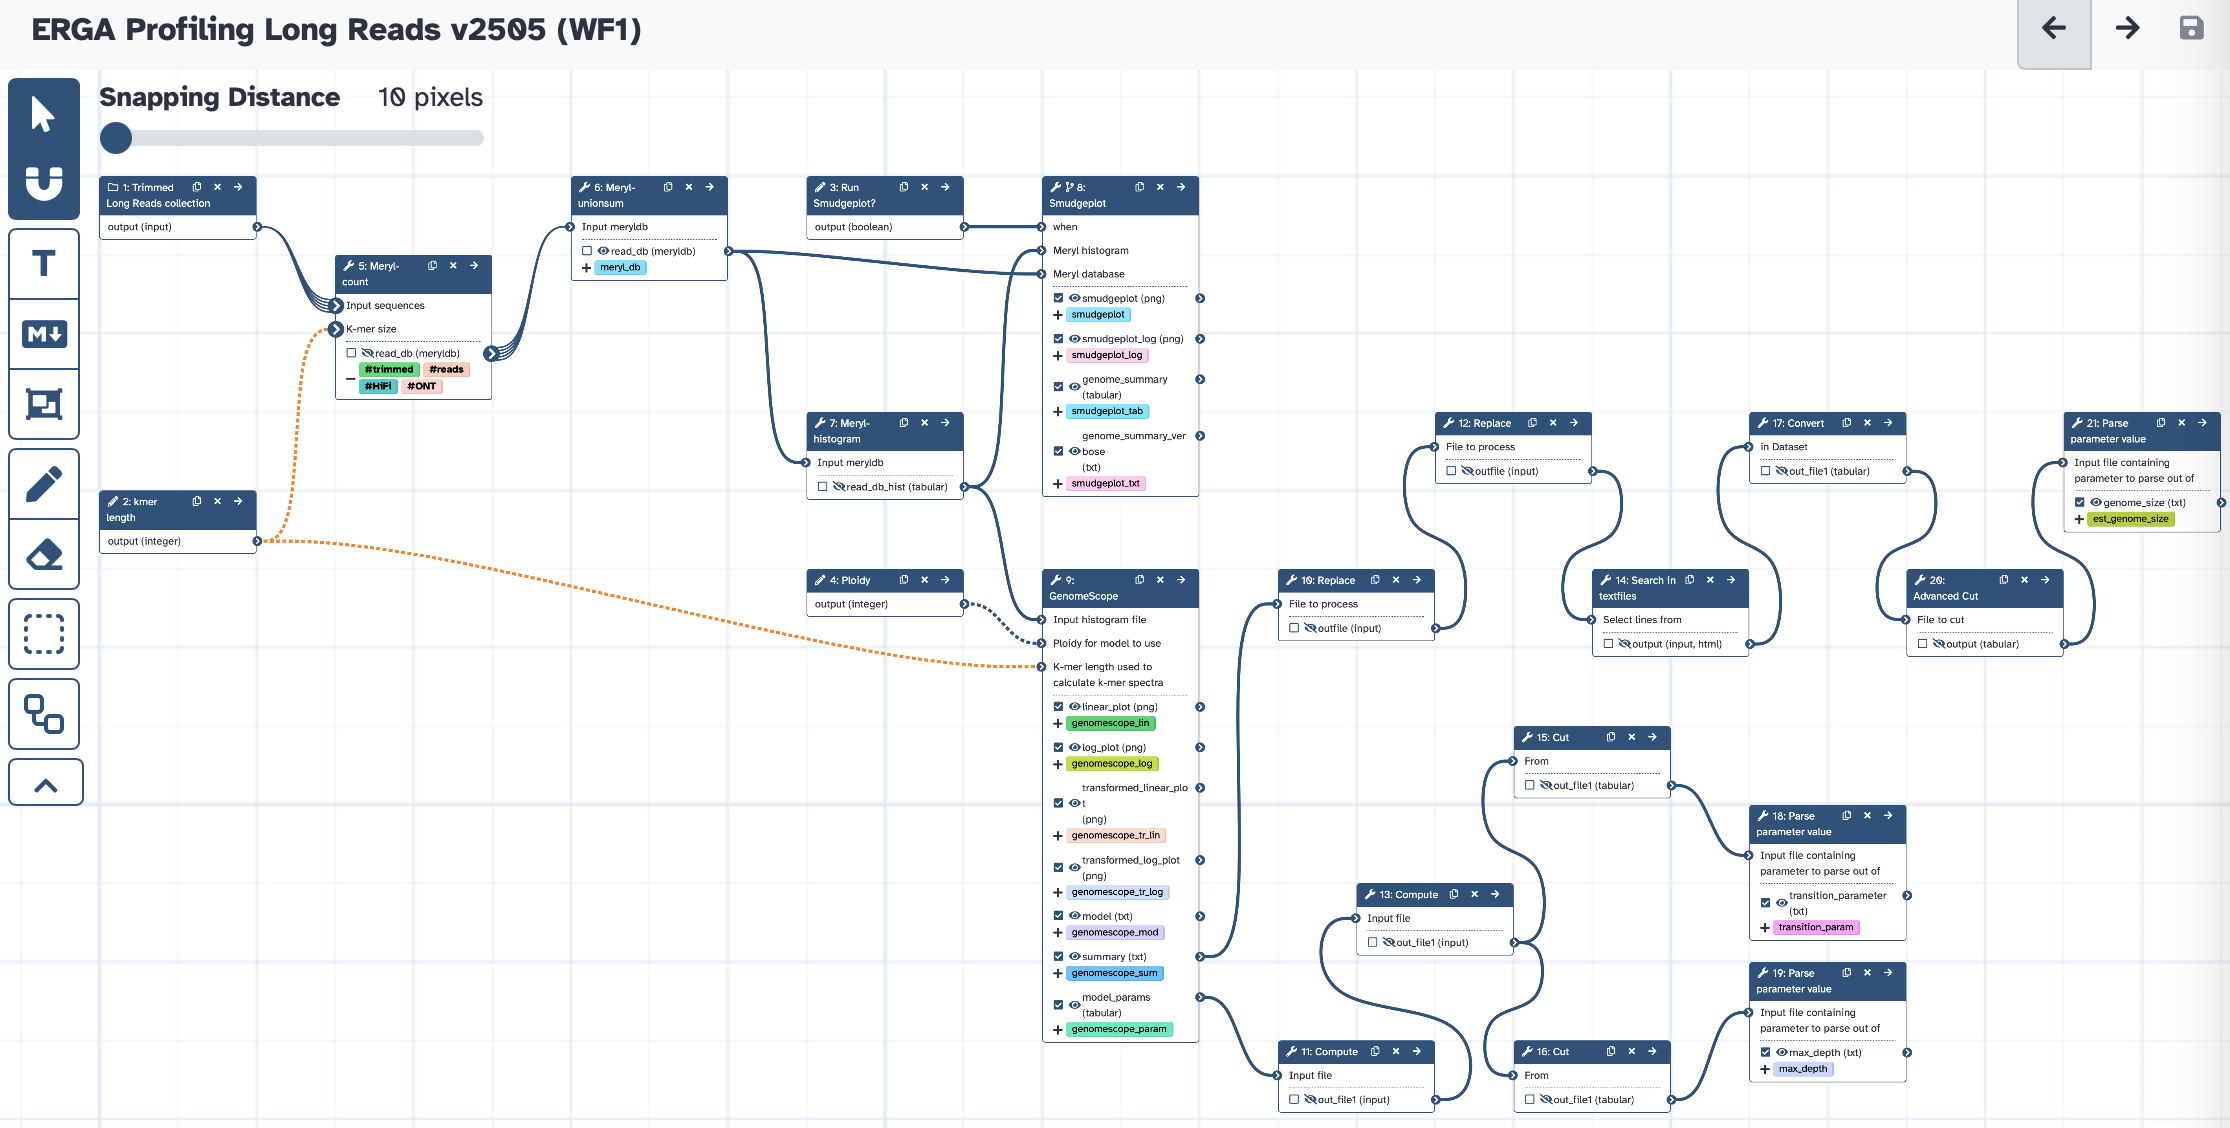 ERGA Profiling Long Reads v2505 (WF1)
Snapping Distance 10 pixels
T
M
1: Trimmed
Long Reads collection
output (input)
2: kmer
length
output (integer)
5: Meryl-
count
Input sequences
K-mer size
read_db (meryldb)
#trimmed #reads
#HiFi #ONT
6: Meryl-
unionsum
Input meryldb
read_db (meryldb)
meryl_db
3: Run
Smudgeplot?
output (boolean)
7: Meryl-
histogram
Input meryldb
read_db_hist (tabular)
4: Ploidy
output (integer)
8:
Smudgeplot
when
Meryl histogram
Meryl database
smudgeplot (png)
smudgeplot
smudgeplot_log (png)
smudgeplot_log
genome_summary
(tabular)
smudgeplot_tab
genome_summary_ver
bose
(txt)
smudgeplot_txt
9:
GenomeScope
Input histogram file
Ploidy for model to use
K-mer length used to
calculate k-mer spectra
linear_plot (png)
genomescope_lin
log_plot (png)
genomescope_log
transformed_linear_plo
t
(png)
genomescope_tr_lin
transformed_log_plot
(png)
genomescope_tr_log
model (txt)
genomescope_mod
summary (txt)
genomescope_sum
model_params
(tabular)
genomescope_param
10: Replace
File to process
outfile (input)
11: Compute
Input file
out_file1 (input)
12: Replace
File to process
outfile (input)
13: Compute
Input file
out_file1 (input)
14: Search in
textfiles
Select lines from
output (input, html)
15: Cut
From
out_file1 (tabular)
16: Cut
From
out_file1 (tabular)
17: Convert
in Dataset
out_file1 (tabular)
18: Parse
parameter value
Input file containing
parameter to parse out of
transition_parameter
(txt)
transition_param
19: Parse
parameter value
Input file containing
parameter to parse out of
max_depth (txt)
max_depth
20:
Advanced Cut
File to cut
output (tabular)
21: Parse
parameter value
Input file containing
parameter to parse out of
genome_size (txt)
est_genome_size